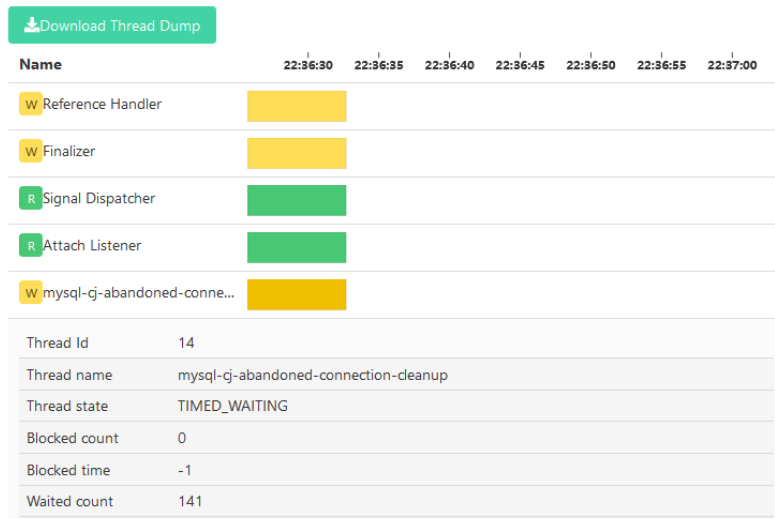 Download Thread Dump
Name 22:36:30 22:36:35 22:36:40 22:36:45 22:36:50 22:36:55 22:37:00
W Reference Handler
W Finalizer
R Signal Dispatcher
R Attach Listener
W mysql-cj-abandoned-conne...
Thread Id 14
Thread name mysql-cj-abandoned-connection-cleanup
Thread state TIMED_WAITING
Blocked count 0
Blocked time -1
Waited count 141